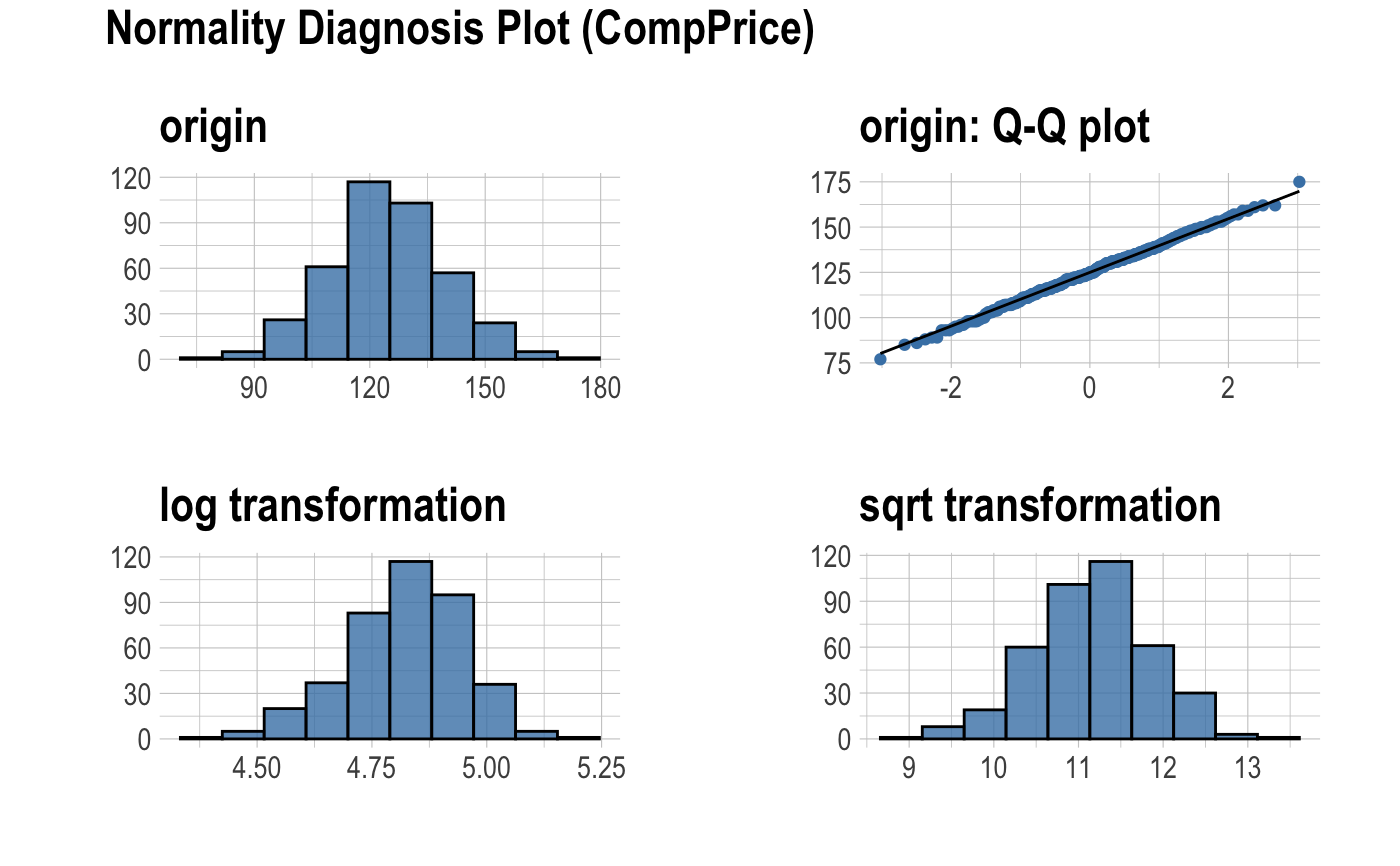 Normality Diagnosis Plot (CompPrice)
origin
120
90
60
30
0
90 120 150 180
origin: Q-Q plot
175
150
125
100
75
-2 0 2
log transformation
120
90
60
30
0
4.50 4.75 5.00 5.25
sqrt transformation
120
90
60
30
0
9 10 11 12 13